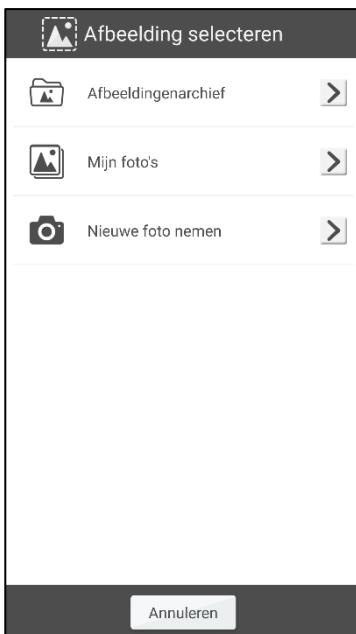 Afbeelding selecteren
Afbeeldingenarchief
Mijn foto's
Nieuwe foto nemen
Annuleren